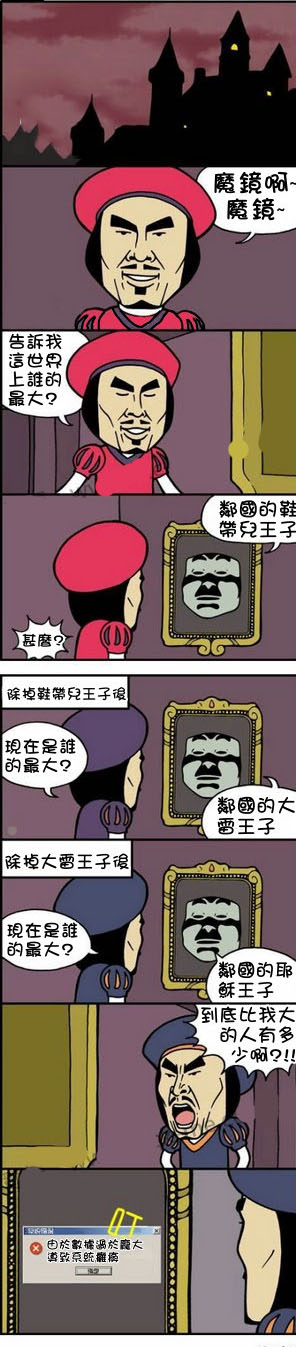 魔鏡啊~
魔鏡~
告訴我
這世界
上誰的
最大?
鄰國的鞋
帶兒王子
甚麼?
除掉鞋帶兒王子後
現在是誰
的最大?
鄰國的大
雷王子
除掉大雷王子後
現在是誰
的最大?
鄰國的耶
穌王子
到底比我大
的人有多
少啊?!!
叮
由於數據過於龐大
導致系統癱瘓